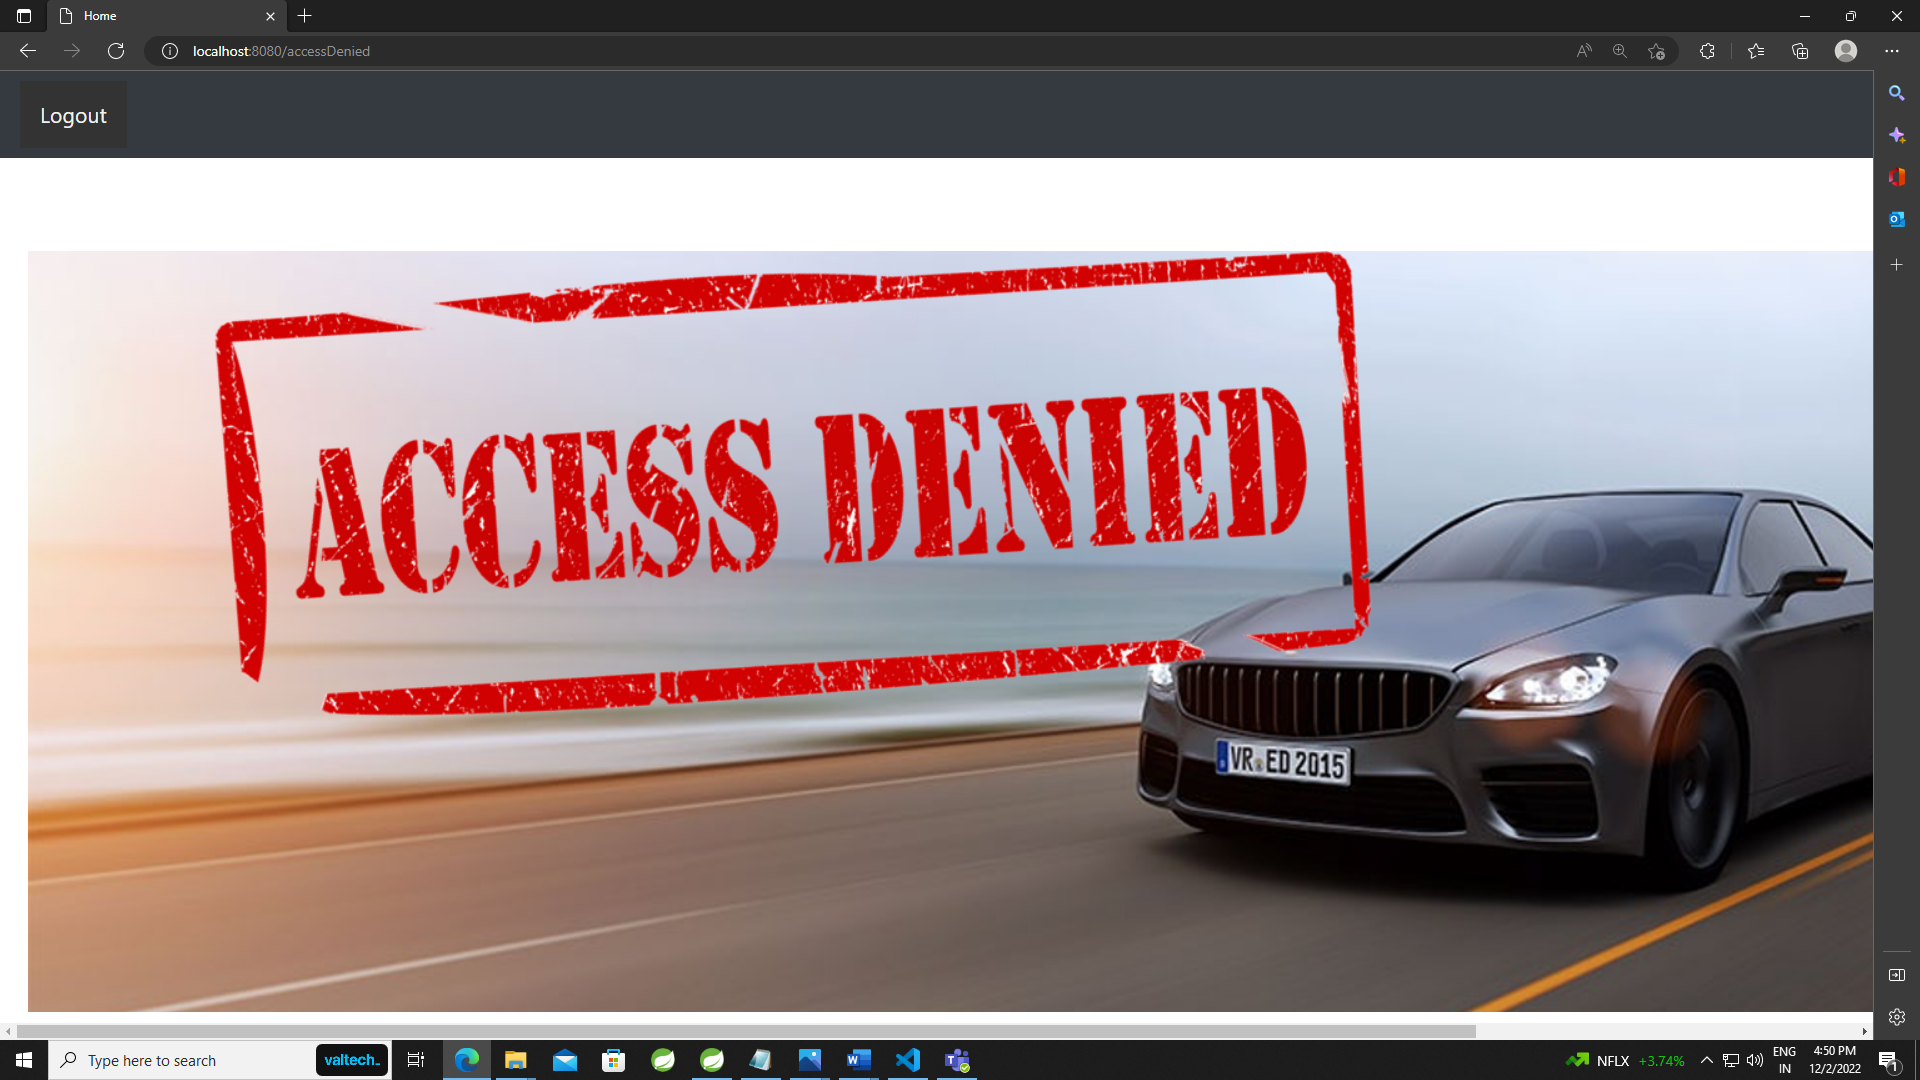 Home
localhost:8080/accessDenied
Logout
ACCESS DENIED
VR ED 2015
Type here to search
valtech_
NFLX +3.74%
ENG
IN
4:50 PM
12/2/2022
1